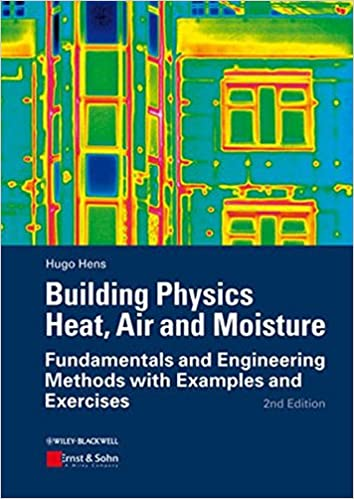 Hugo Hens
Building Physics
Heat, Air and Moisture
Fundamentals and Engineering
Methods with Examples and
Exercises
2nd Edition
WILEY-BLACKWELL
Ernst & Sohn
A Wiley Company